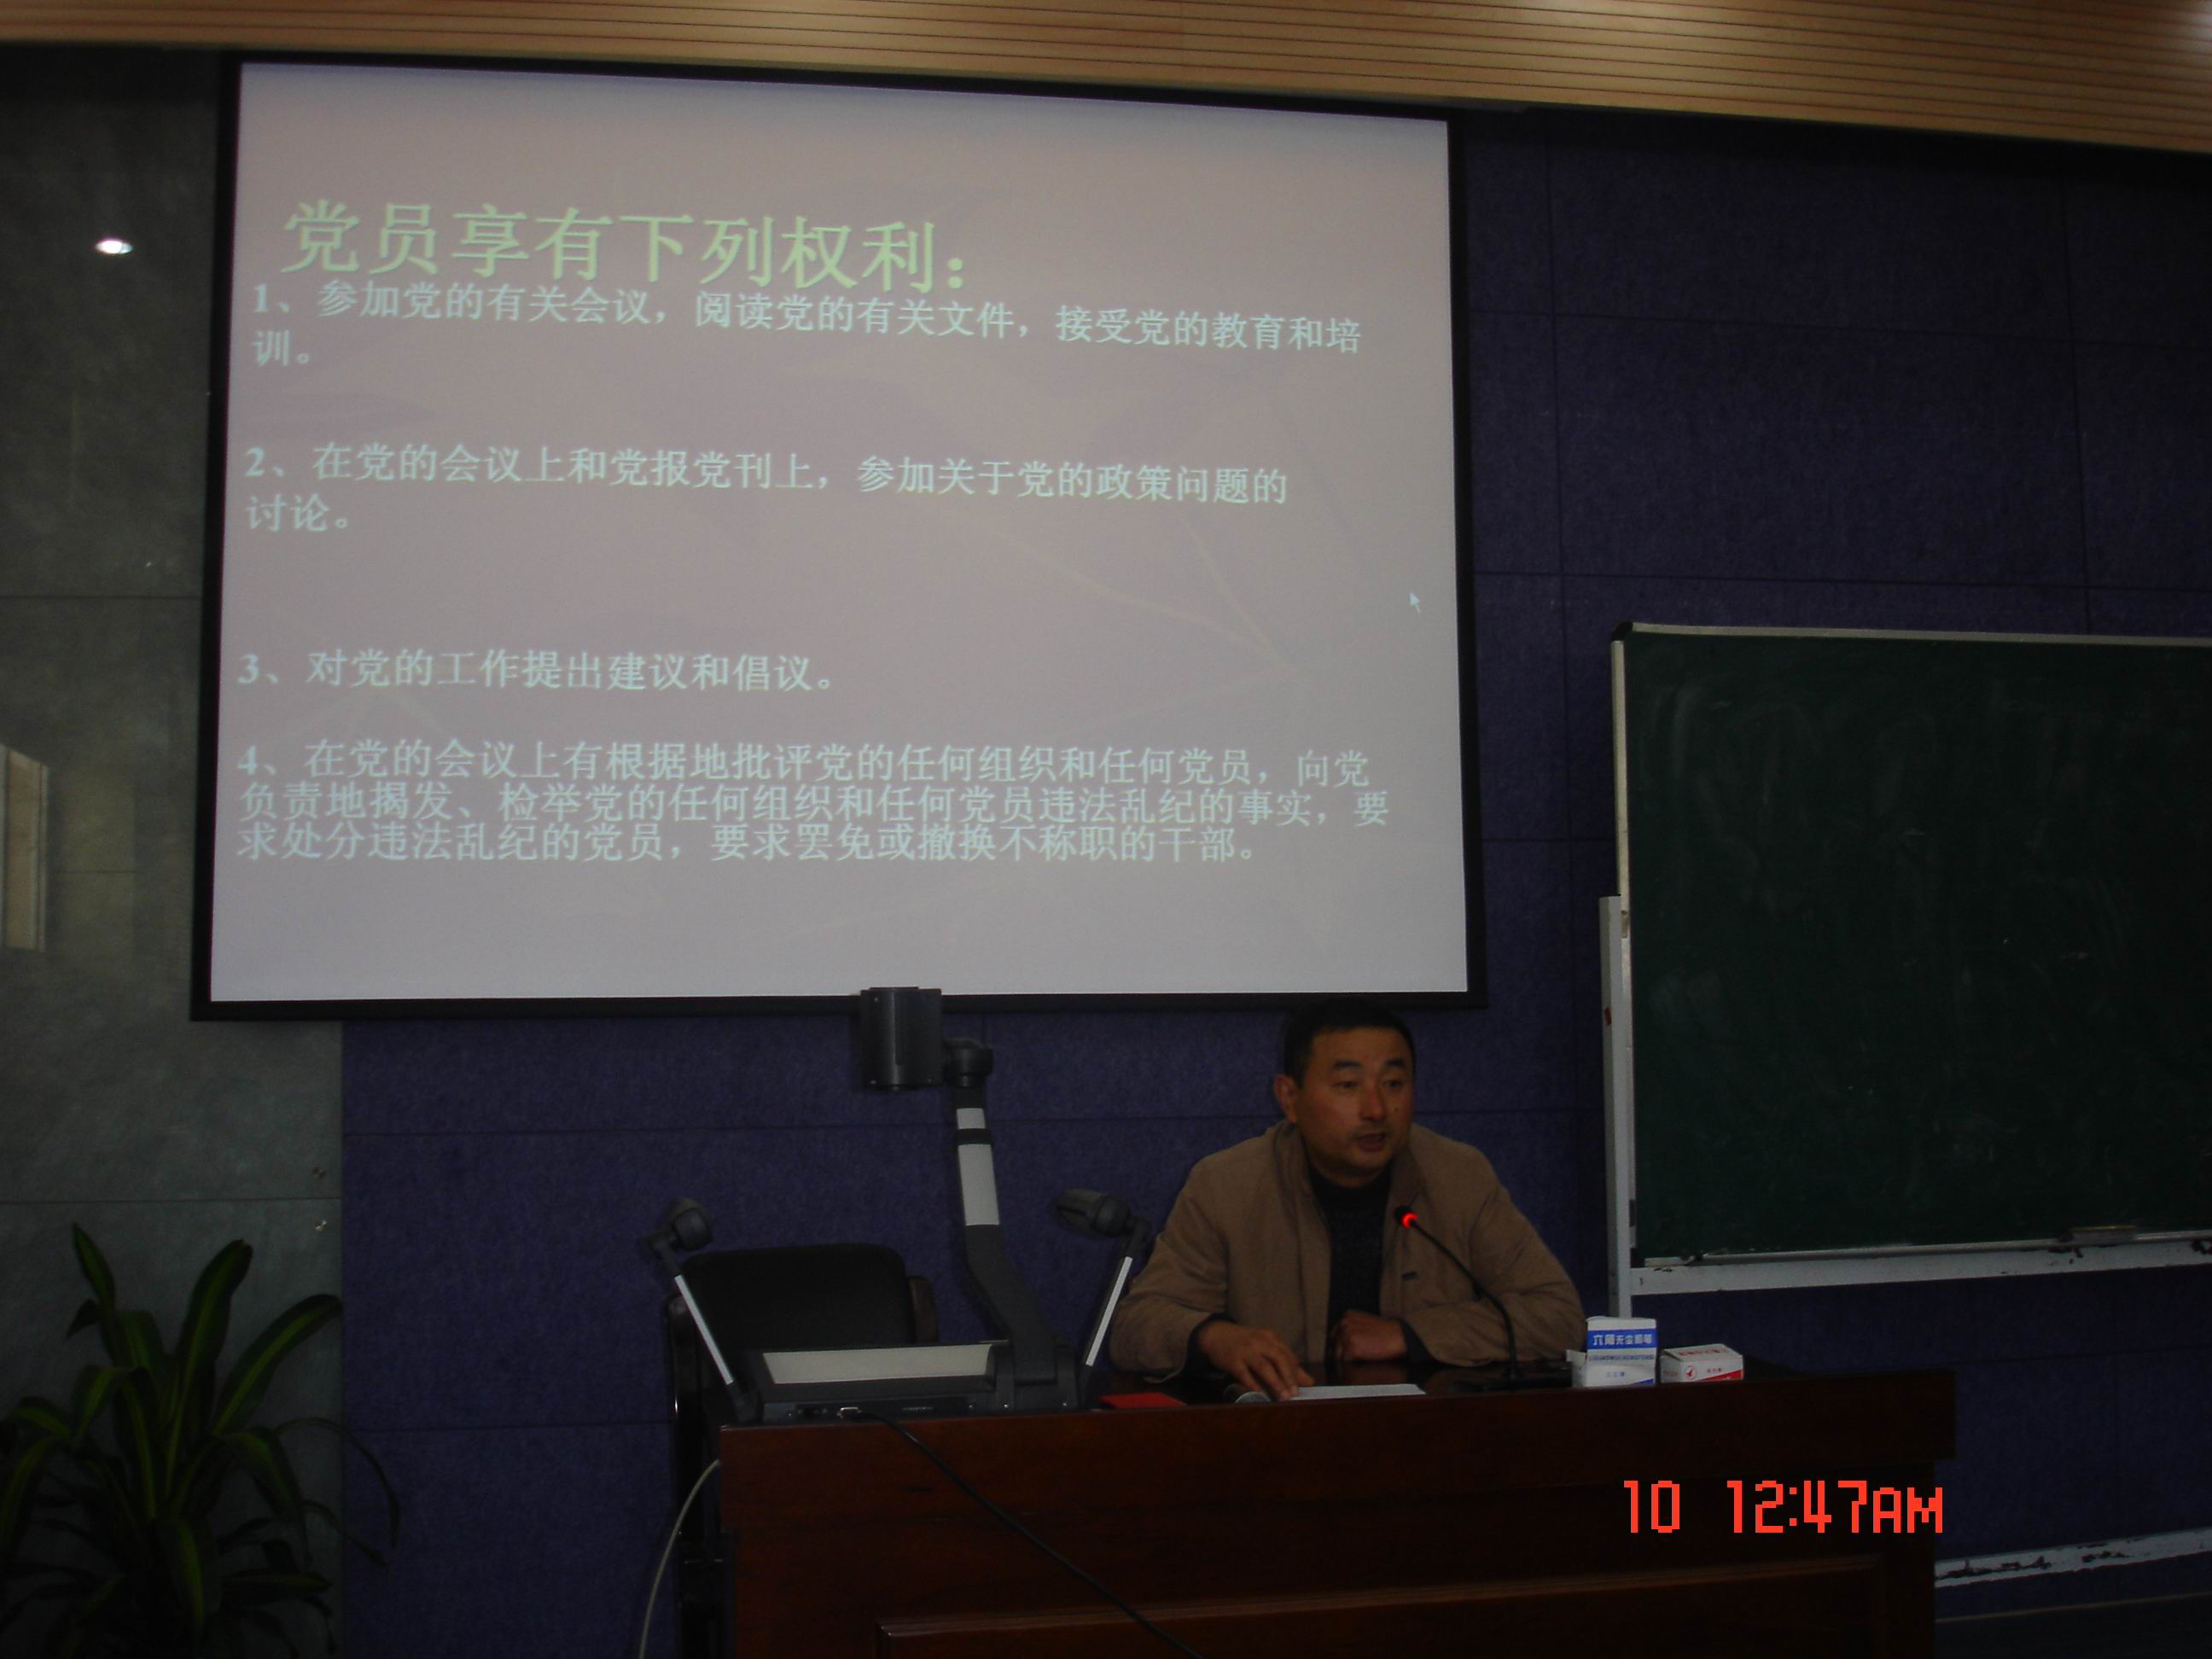 党员享有下列权利：
1、参加党的有关会议，阅读党的有关文件，接受党的教育和培
训。
2、在党的会议上和党报党刊上，参加关于党的政策问题的
讨论。
3、对党的工作提出建议和倡议。
4、在党的会议上有根据地批评党的任何组织和任何党员，向党
负责地揭发、检举党的任何组织和任何党员违法乱纪的事实，要
求处分违法乱纪的党员，要求罢免或撤换不称职的干部。
10 12:47AM